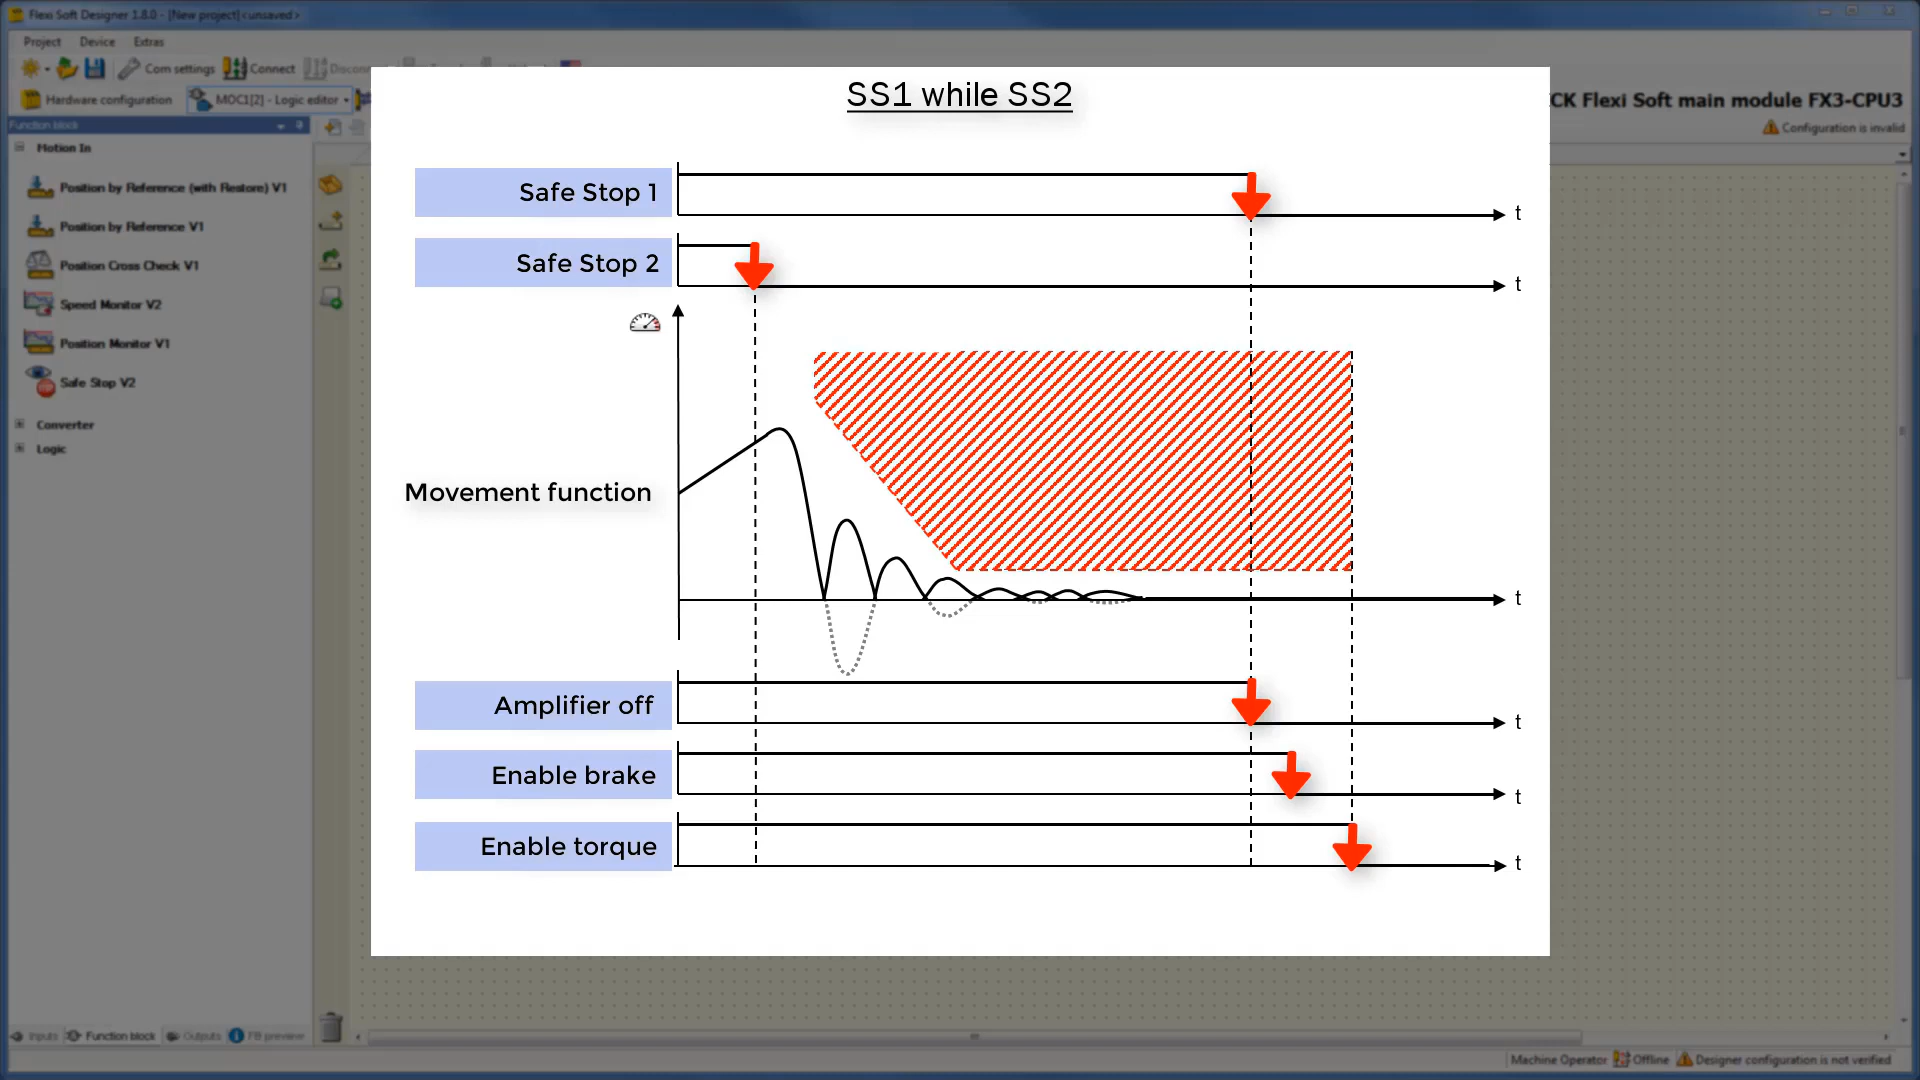 Flexi Soft Designer 1.8.0 - [New project]<unsaved>
Project Device Extras
Com settings Connect
Hardware configuration MOC1[2] - Logic editor
CK Flexi Soft main module FX3-CPU3
Function block
Configuration is invalid
Motion In
Position by Reference (with Restore) V1
Position by Reference V1
Position Cross Check V1
Speed Monitor V2
Position Monitor V1
Safe Stop V2
Converter
Logic
SS1 while SS2
Safe Stop 1
t
Safe Stop 2
t
Movement function
t
Amplifier off
t
Enable brake
t
Enable torque
t
Inputs Function block Outputs FB preview
Machine Operator Offline Designer configuration is not verified